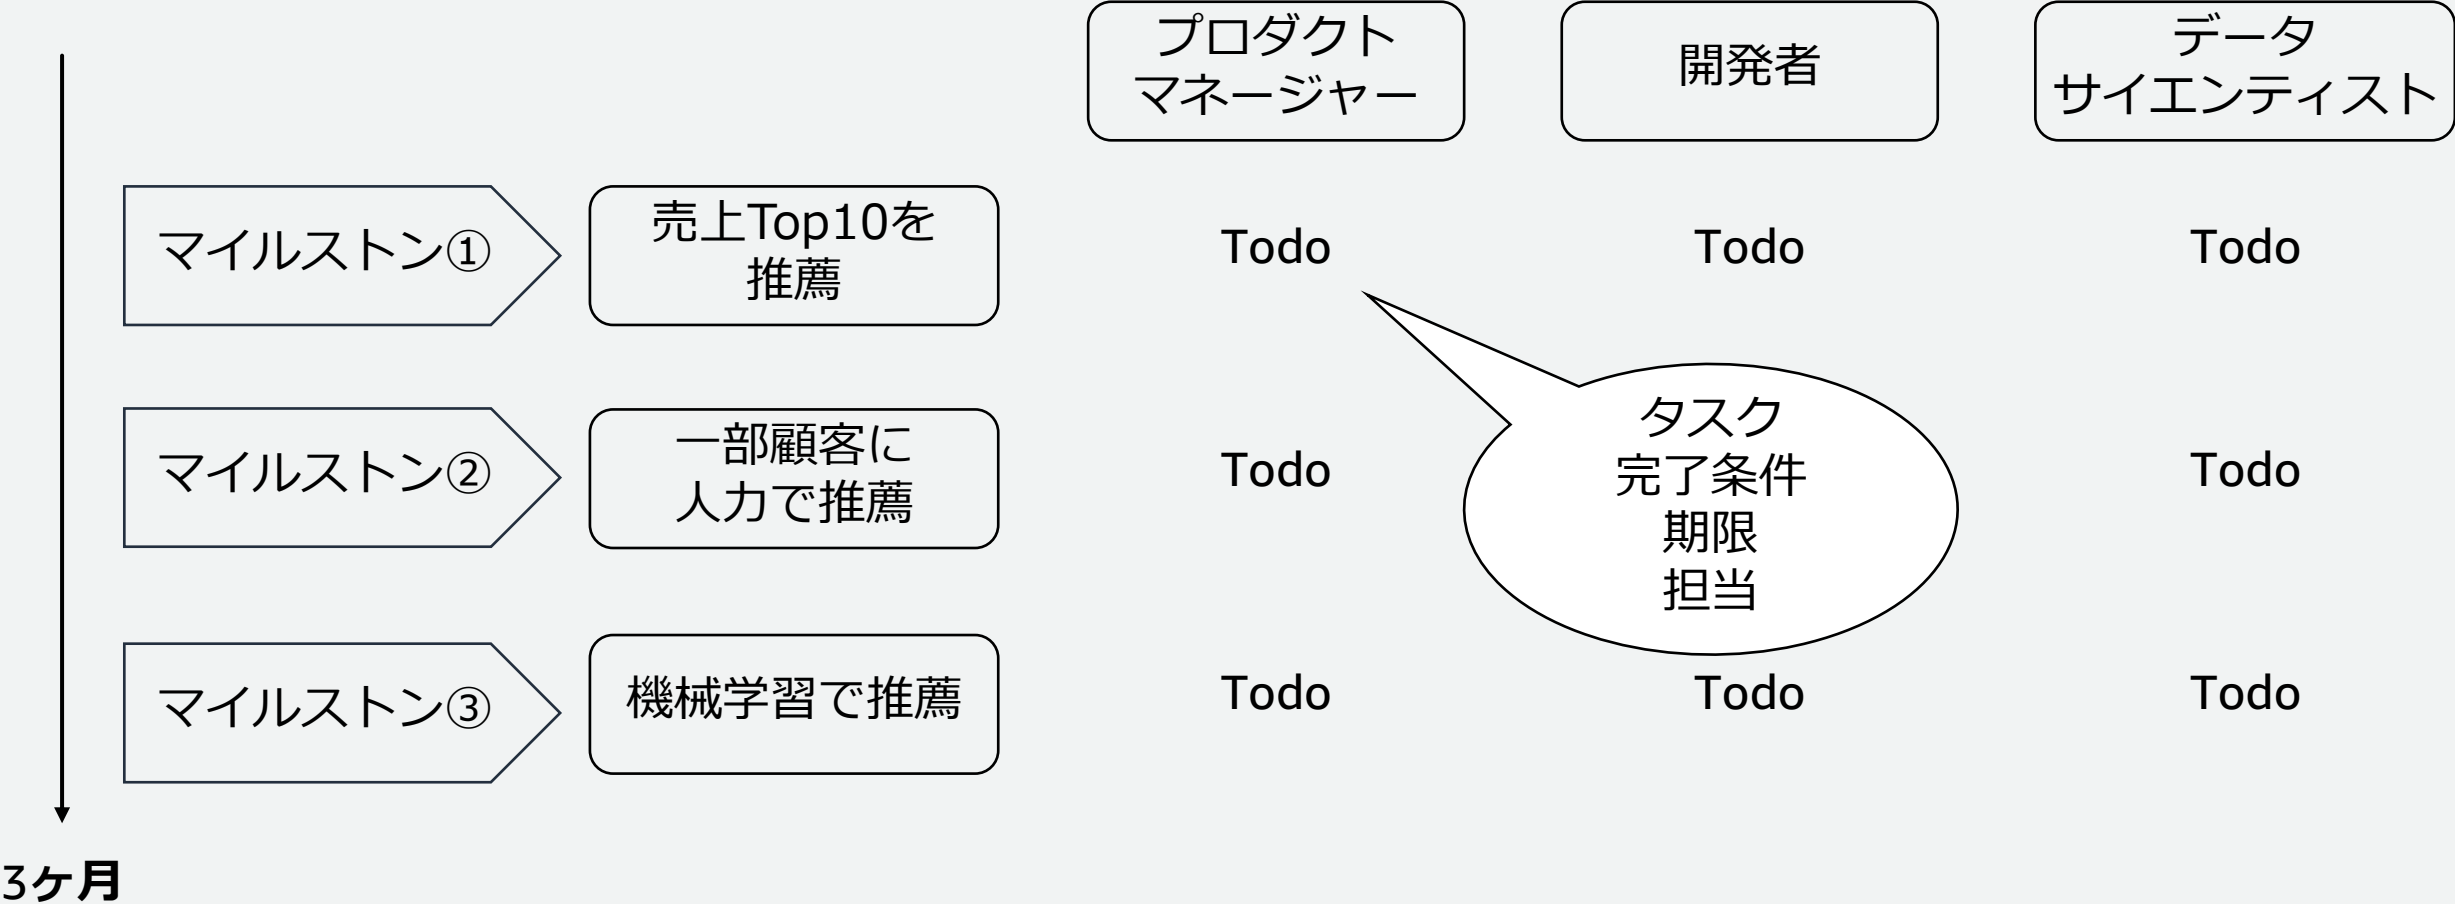 プロダクト
マネージャー
開発者
データ
サイエンティスト
マイルストン①
売上Top10を
推薦
Todo
Todo
Todo
マイルストン②
一部顧客に
人力で推薦
Todo
タスク
完了条件
期限
担当
Todo
マイルストン③
機械学習で推薦
Todo
Todo
Todo
3ヶ月